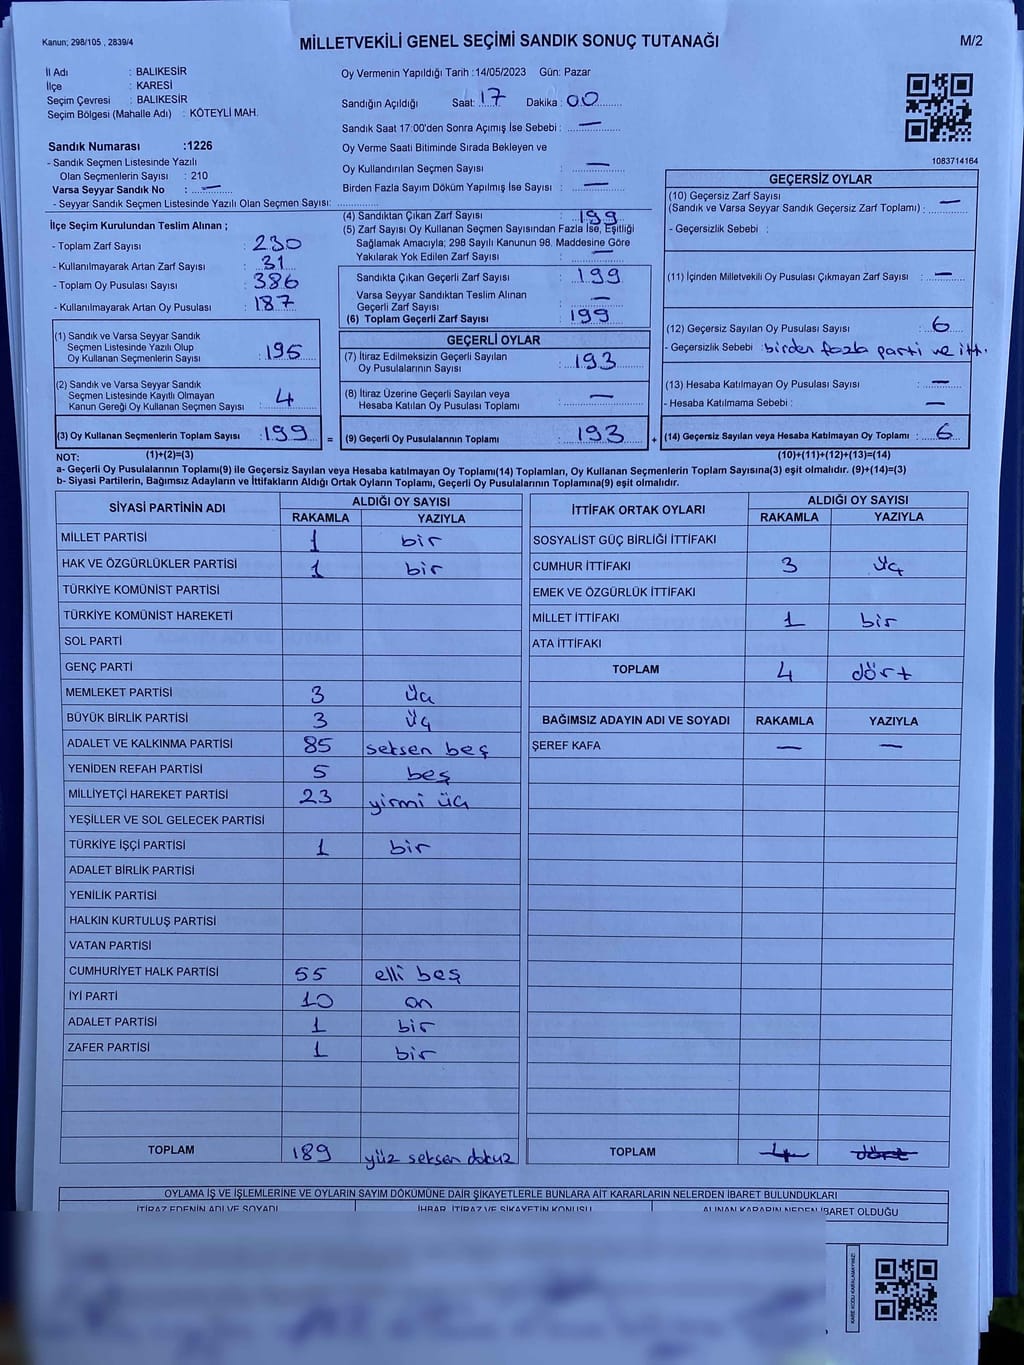 Kanun; 298/105 , 2839/4
MİLLETVEKİLİ GENEL SEÇİMİ SANDIK SONUÇ TUTANAĞI
M/2
İl Adı : BALIKESİR
İlçe : KARESİ
Seçim Çevresi : BALIKESİR
Seçim Bölgesi (Mahalle Adı) : KÖTEYLİ MAH.
Sandık Numarası :1226
- Sandık Seçmen Listesinde Yazılı
Olan Seçmenlerin Sayısı : 210
Varsa Seyyar Sandık No : —
- Seyyar Sandık Seçmen Listesinde Yazılı Olan Seçmen Sayısı:
Oy Vermenin Yapıldığı Tarih :14/05/2023 Gün: Pazar
Sandığın Açıldığı Saat: 17 Dakika : 00
Sandık Saat 17:00'den Sonra Açımış İse Sebebi : —
Oy Verme Saati Bitiminde Sırada Bekleyen ve
Oy Kullandırılan Seçmen Sayısı : —
Birden Fazla Sayım Döküm Yapılmış İse Sayısı : —
1083714164
İlçe Seçim Kurulundan Teslim Alınan ;
- Toplam Zarf Sayısı : 230
- Kullanılmayarak Artan Zarf Sayısı : 31
- Toplam Oy Pusulası Sayısı : 386
- Kullanılmayarak Artan Oy Pusulası : 187
(1) Sandık ve Varsa Seyyar Sandık
Seçmen Listesinde Yazılı Olup
Oy Kullanan Seçmenlerin Sayısı : 195
(2) Sandık ve Varsa Seyyar Sandık
Seçmen Listesinde Kayıtlı Olmayan
Kanun Gereği Oy Kullanan Seçmen Sayısı : 4
(3) Oy Kullanan Seçmenlerin Toplam Sayısı : 199 =
(4) Sandıktan Çıkan Zarf Sayısı : 199
(5) Zarf Sayısı Oy Kullanan Seçmen Sayısından Fazla İse, Eşitliği
Sağlamak Amacıyla; 298 Sayılı Kanunun 98. Maddesine Göre
Yakılarak Yok Edilen Zarf Sayısı : —
Sandıkta Çıkan Geçerli Zarf Sayısı : 199
Varsa Seyyar Sandıktan Teslim Alınan
Geçerli Zarf Sayısı : —
(6) Toplam Geçerli Zarf Sayısı : 199
GEÇERLİ OYLAR
(7) İtiraz Edilmeksizin Geçerli Sayılan
Oy Pusulalarının Sayısı : 193
(8) İtiraz Üzerine Geçerli Sayılan veya
Hesaba Katılan Oy Pusulası Toplamı : —
(9) Geçerli Oy Pusulalarının Toplamı : 193 +
GEÇERSİZ OYLAR
(10) Geçersiz Zarf Sayısı
(Sandık ve Varsa Seyyar Sandık Geçersiz Zarf Toplamı) : —
- Geçersizlik Sebebi :
(11) İçinden Milletvekili Oy Pusulası Çıkmayan Zarf Sayısı : —
(12) Geçersiz Sayılan Oy Pusulası Sayısı : 6
- Geçersizlik Sebebi : birden fazla parti ve itt.
(13) Hesaba Katılmayan Oy Pusulası Sayısı : —
- Hesaba Katılmama Sebebi : —
(14) Geçersiz Sayılan veya Hesaba Katılmayan Oy Toplamı : 6
NOT: (1)+(2)=(3) (10)+(11)+(12)+(13)=(14)
a- Geçerli Oy Pusulalarının Toplamı(9) ile Geçersiz Sayılan veya Hesaba katılmayan Oy Toplamı(14) Toplamları, Oy Kullanan Seçmenlerin Toplam Sayısına(3) eşit olmalıdır. (9)+(14)=(3)
b- Siyasi Partilerin, Bağımsız Adayların ve İttifakların Aldığı Ortak Oyların Toplamı, Geçerli Oy Pusulalarının Toplamına(9) eşit olmalıdır.
SİYASİ PARTİNİN ADI ALDIĞI OY SAYISI
RAKAMLA YAZIYLA
MİLLET PARTİSİ 1 bir
HAK VE ÖZGÜRLÜKLER PARTİSİ 1 bir
TÜRKİYE KOMÜNİST PARTİSİ
TÜRKİYE KOMÜNİST HAREKETİ
SOL PARTİ
GENÇ PARTİ
MEMLEKET PARTİSİ 3 üç
BÜYÜK BİRLİK PARTİSİ 3 üç
ADALET VE KALKINMA PARTİSİ 85 seksen beş
YENİDEN REFAH PARTİSİ 5 beş
MİLLİYETÇİ HAREKET PARTİSİ 23 yirmi üç
YEŞİLLER VE SOL GELECEK PARTİSİ
TÜRKİYE İŞÇİ PARTİSİ 1 bir
ADALET BİRLİK PARTİSİ
YENİLİK PARTİSİ
HALKIN KURTULUŞ PARTİSİ
VATAN PARTİSİ
CUMHURİYET HALK PARTİSİ 55 elli beş
İYİ PARTİ 10 on
ADALET PARTİSİ 1 bir
ZAFER PARTİSİ 1 bir
TOPLAM 189 yüz seksen dokuz
İTTİFAK ORTAK OYLARI ALDIĞI OY SAYISI
RAKAMLA YAZIYLA
SOSYALİST GÜÇ BİRLİĞİ İTTİFAKI
CUMHUR İTTİFAKI 3 üç
EMEK VE ÖZGÜRLÜK İTTİFAKI
MİLLET İTTİFAKI 1 bir
ATA İTTİFAKI
TOPLAM 4 dört
BAĞIMSIZ ADAYIN ADI VE SOYADI RAKAMLA YAZIYLA
ŞEREF KAFA — —
TOPLAM 4 dört
OYLAMA İŞ VE İŞLEMLERİNE VE OYLARIN SAYIM DÖKÜMÜNE DAİR ŞİKAYETLERLE BUNLARA AİT KARARLARIN NELERDEN İBARET BULUNDUKLARI
İTİRAZ EDENİN ADI VE SOYADI İHBAR, İTİRAZ VE ŞİKAYETİN KONUSU ALINAN KARARIN NEDEN İBARET OLDUĞU